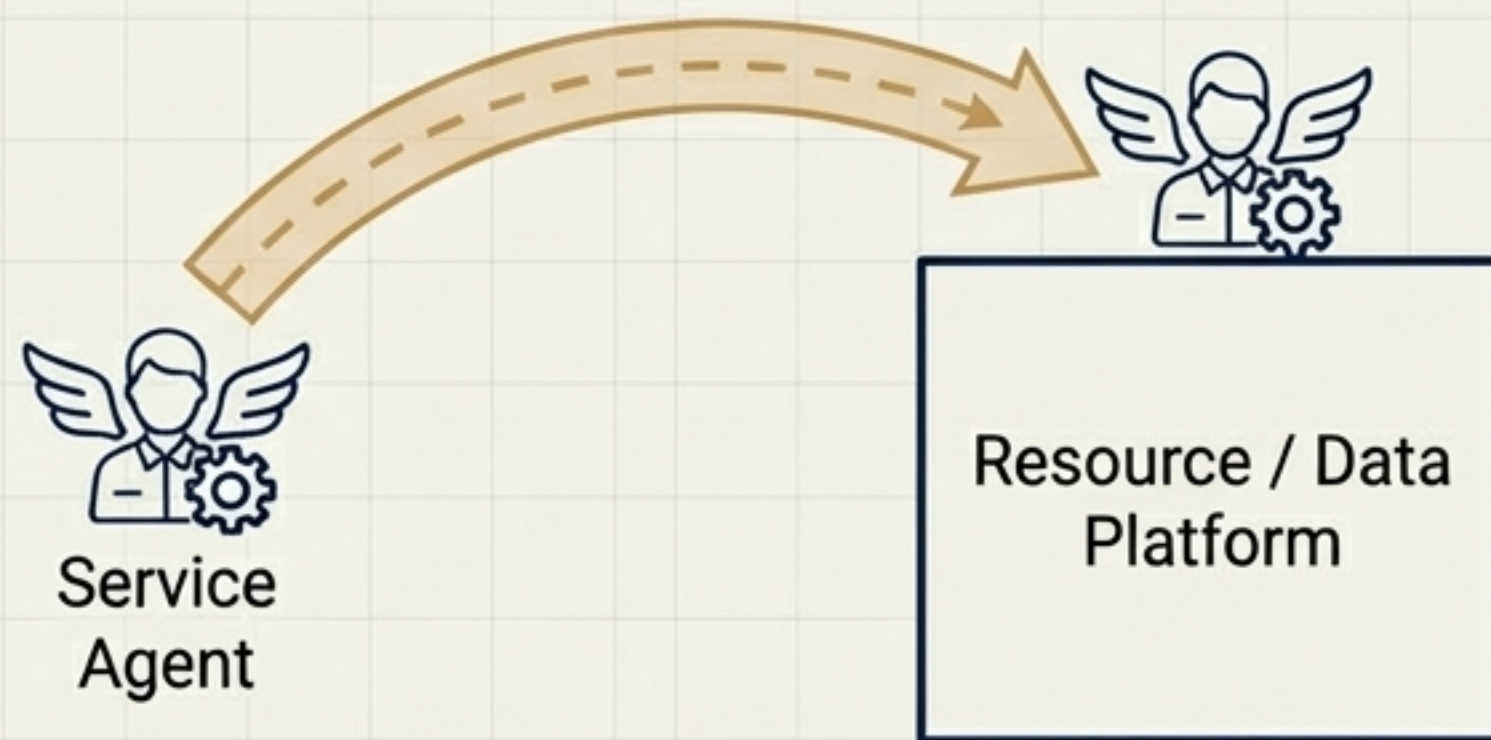 Service
Agent
Resource / Data
Platform